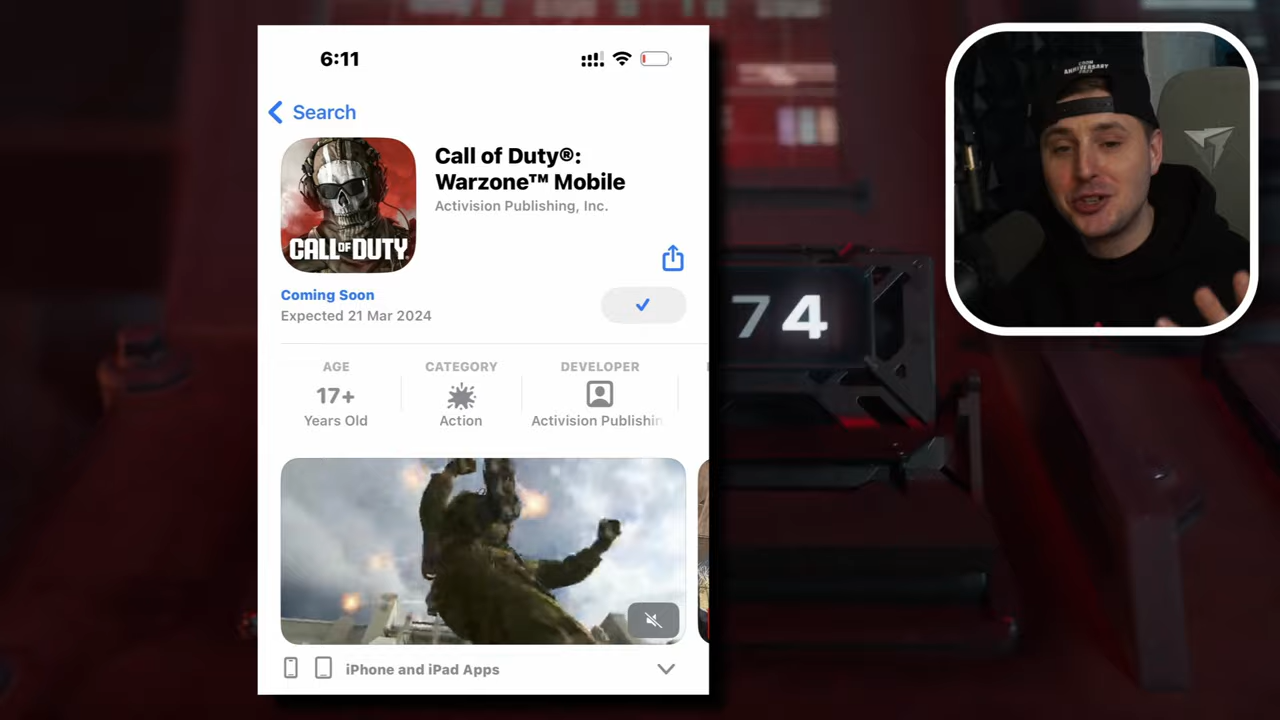 6:11
Search
CALL OF DUTY
Call of Duty®:
Warzone™ Mobile
Activision Publishing, Inc.
Coming Soon
Expected 21 Mar 2024
AGE
17+
Years Old
CATEGORY
Action
DEVELOPER
Activision Publishin
iPhone and iPad Apps
74
ANNIVERSARY